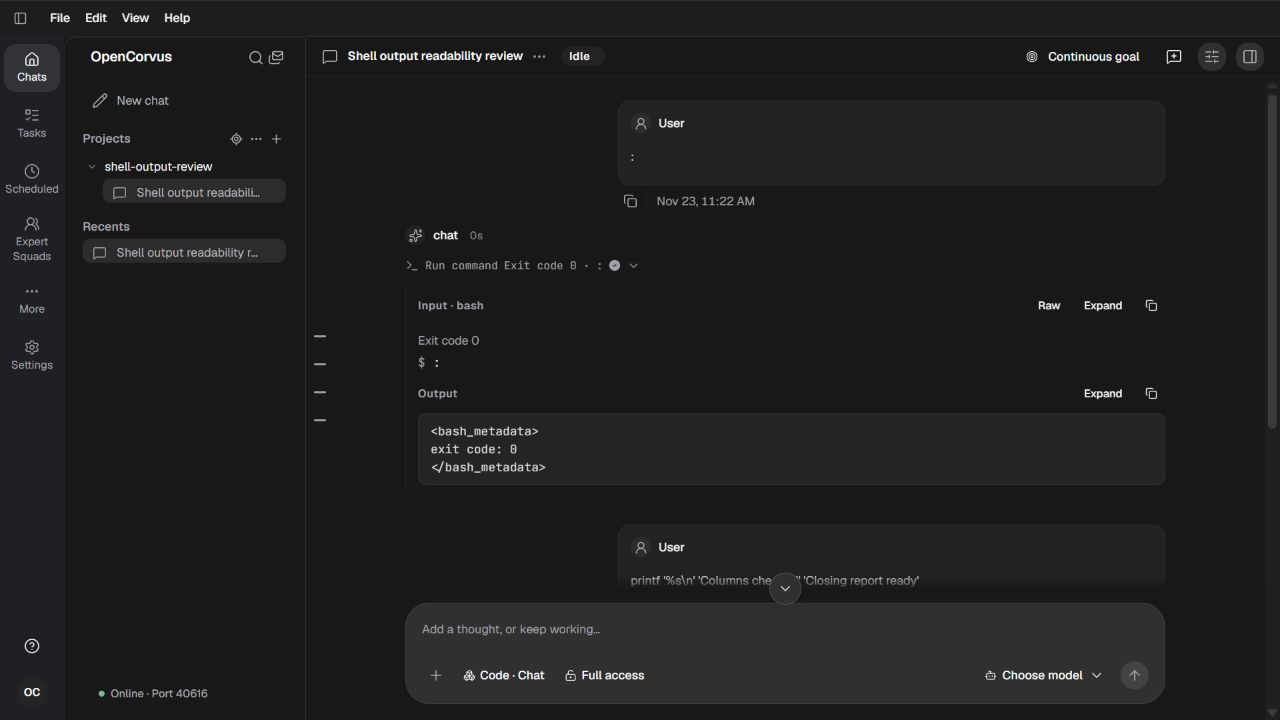 File Edit View Help
Chats
Tasks
Scheduled
Expert
Squads
More
Settings
OC
OpenCorvus
New chat
Projects
shell-output-review
Shell output readabili...
Recents
Shell output readability r...
Online · Port 40616
Shell output readability review
Idle
Continuous goal
User
:
Nov 23, 11:22 AM
chat 0s
>_ Run command Exit code 0 · :
Input · bash Raw Expand
Exit code 0
$ :
Output Expand
<bash_metadata>
exit code: 0
</bash_metadata>
User
printf '%s\n' 'Columns che 'Closing report ready'
Add a thought, or keep working...
Code · Chat Full access Choose model